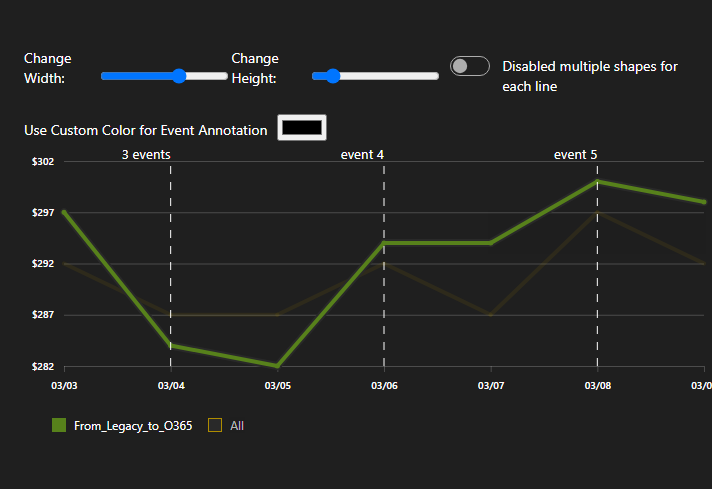 Change
Width:
Change
Height:
Disabled multiple shapes for
each line
Use Custom Color for Event Annotation
3 events
event 4
event 5
$302
$297
$292
$287
$282
03/03
03/04
03/05
03/06
03/07
03/08
03/0
From_Legacy_to_O365
All